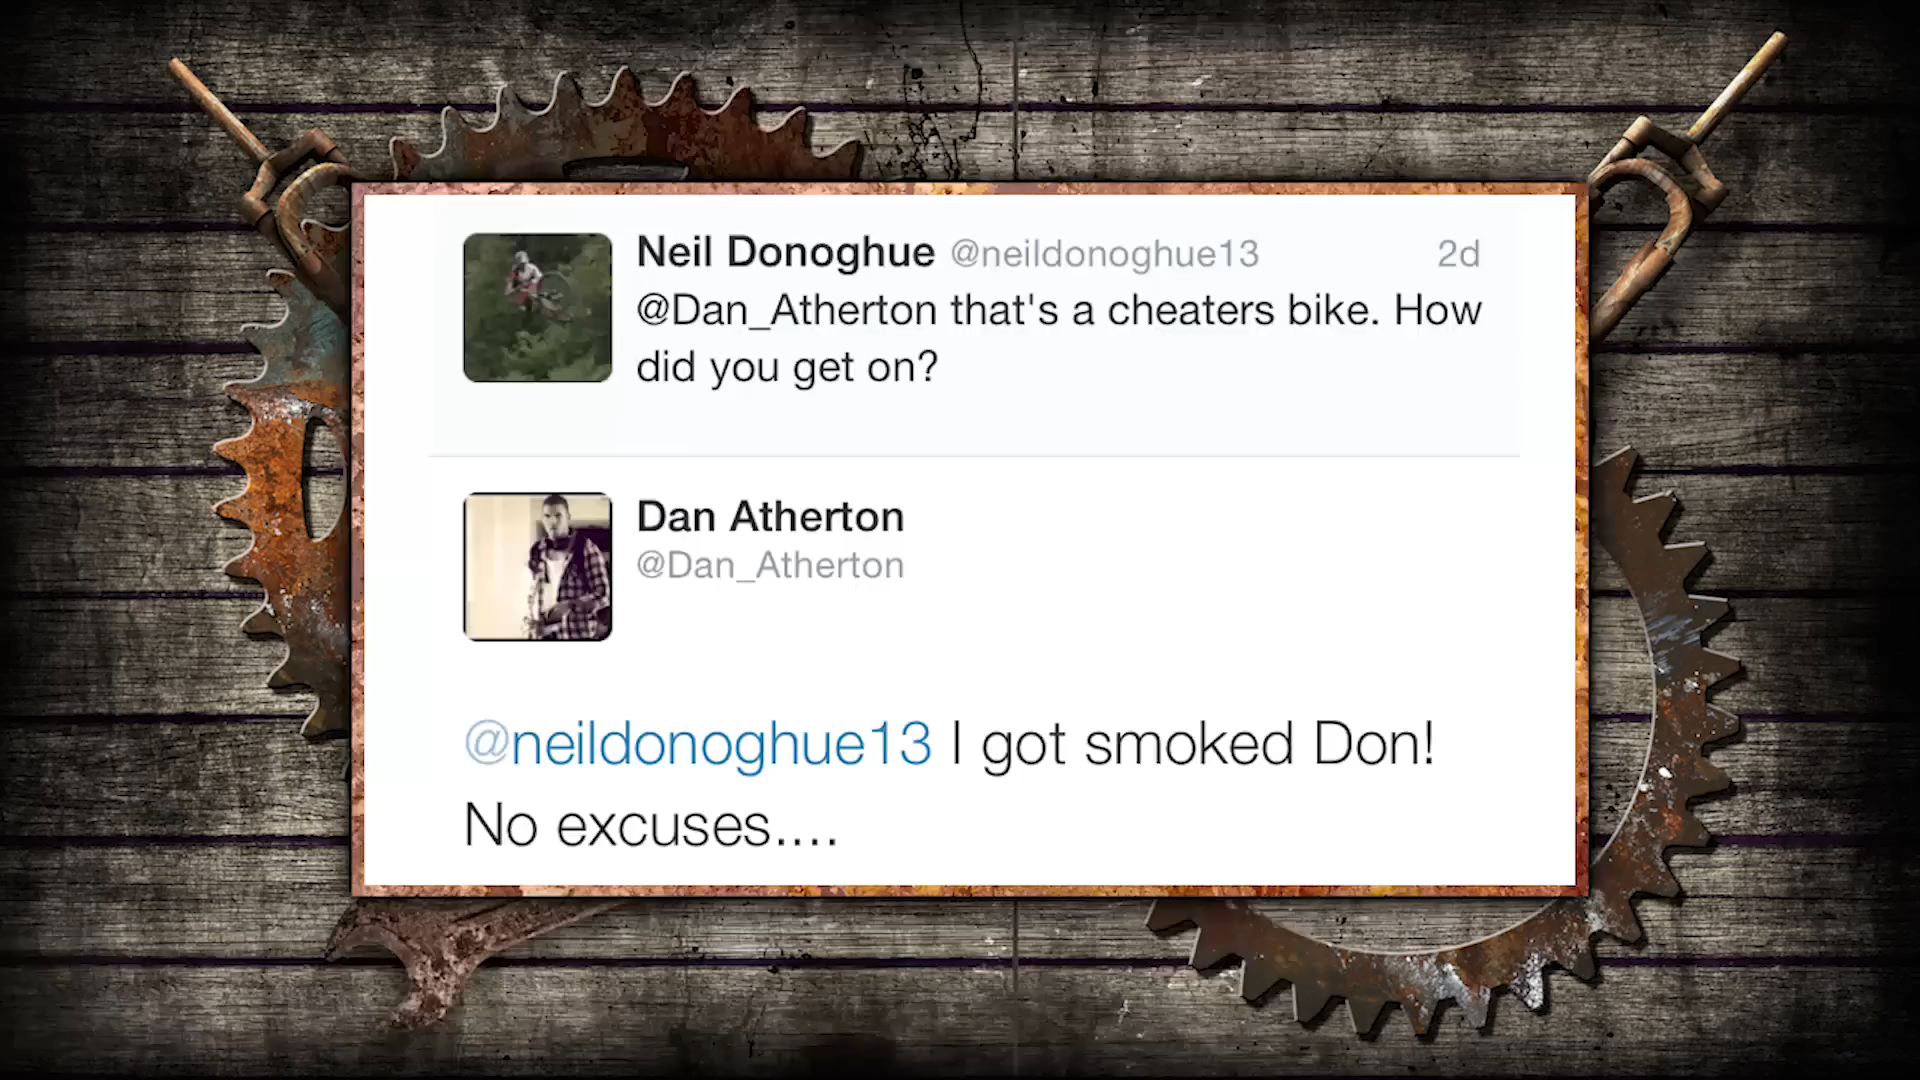 Neil Donoghue @neildonoghue13 2d
@Dan_Atherton that's a cheaters bike. How
did you get on?
Dan Atherton
@Dan_Atherton
@neildonoghue13 I got smoked Don!
No excuses....